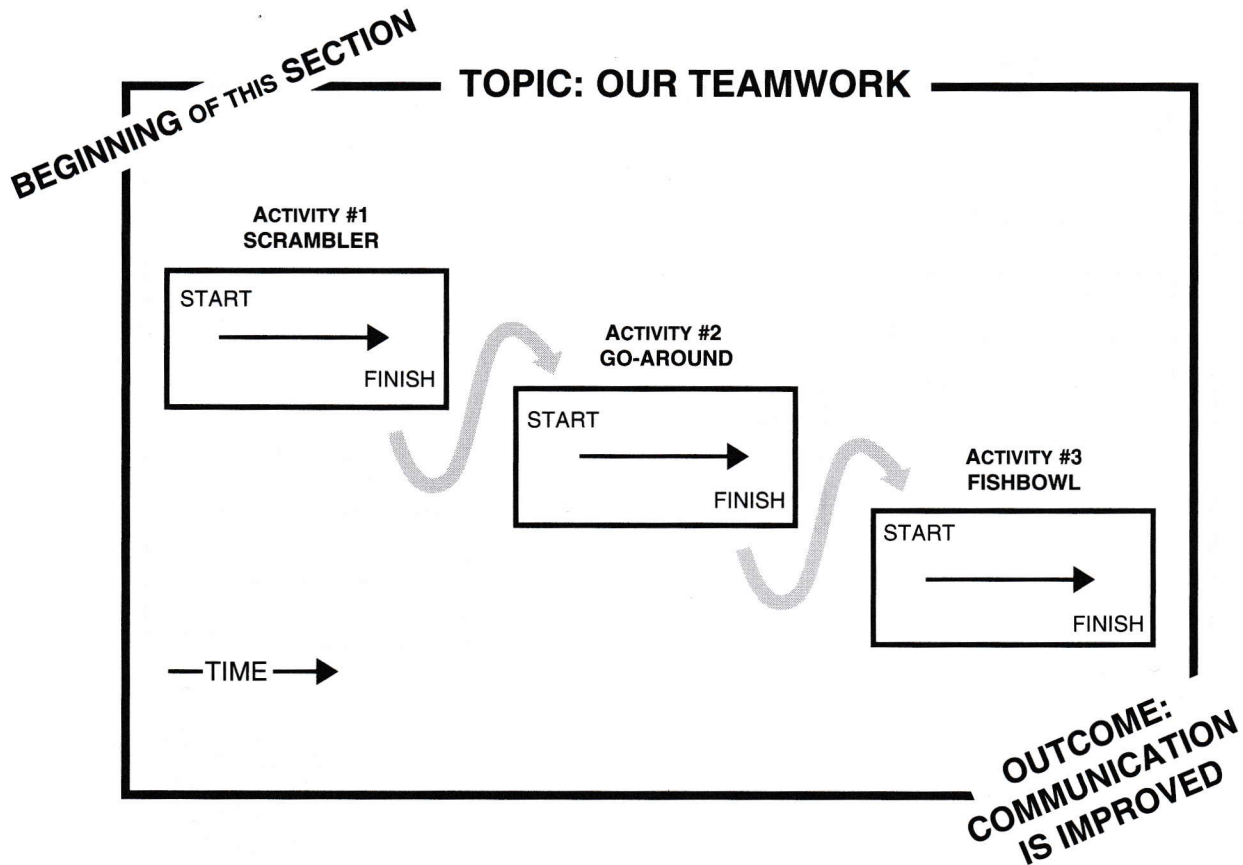 BEGINNING OF THIS SECTION
TOPIC: OUR TEAMWORK
ACTIVITY #1
SCRAMBLER
START
FINISH
ACTIVITY #2
GO-AROUND
START
FINISH
ACTIVITY #3
FISHBOWL
START
FINISH
TIME
OUTCOME:
COMMUNICATION
IS IMPROVED